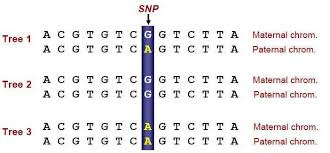 SNP
Tree 1 A C G T G T C G G T C T T A Maternal chrom.
A C G T G T C A G T C T T A Paternal chrom.
Tree 2 A C G T G T C G G T C T T A Maternal chrom.
A C G T G T C G G T C T T A Paternal chrom.
Tree 3 A C G T G T C A G T C T T A Maternal chrom.
A C G T G T C A G T C T T A Paternal chrom.